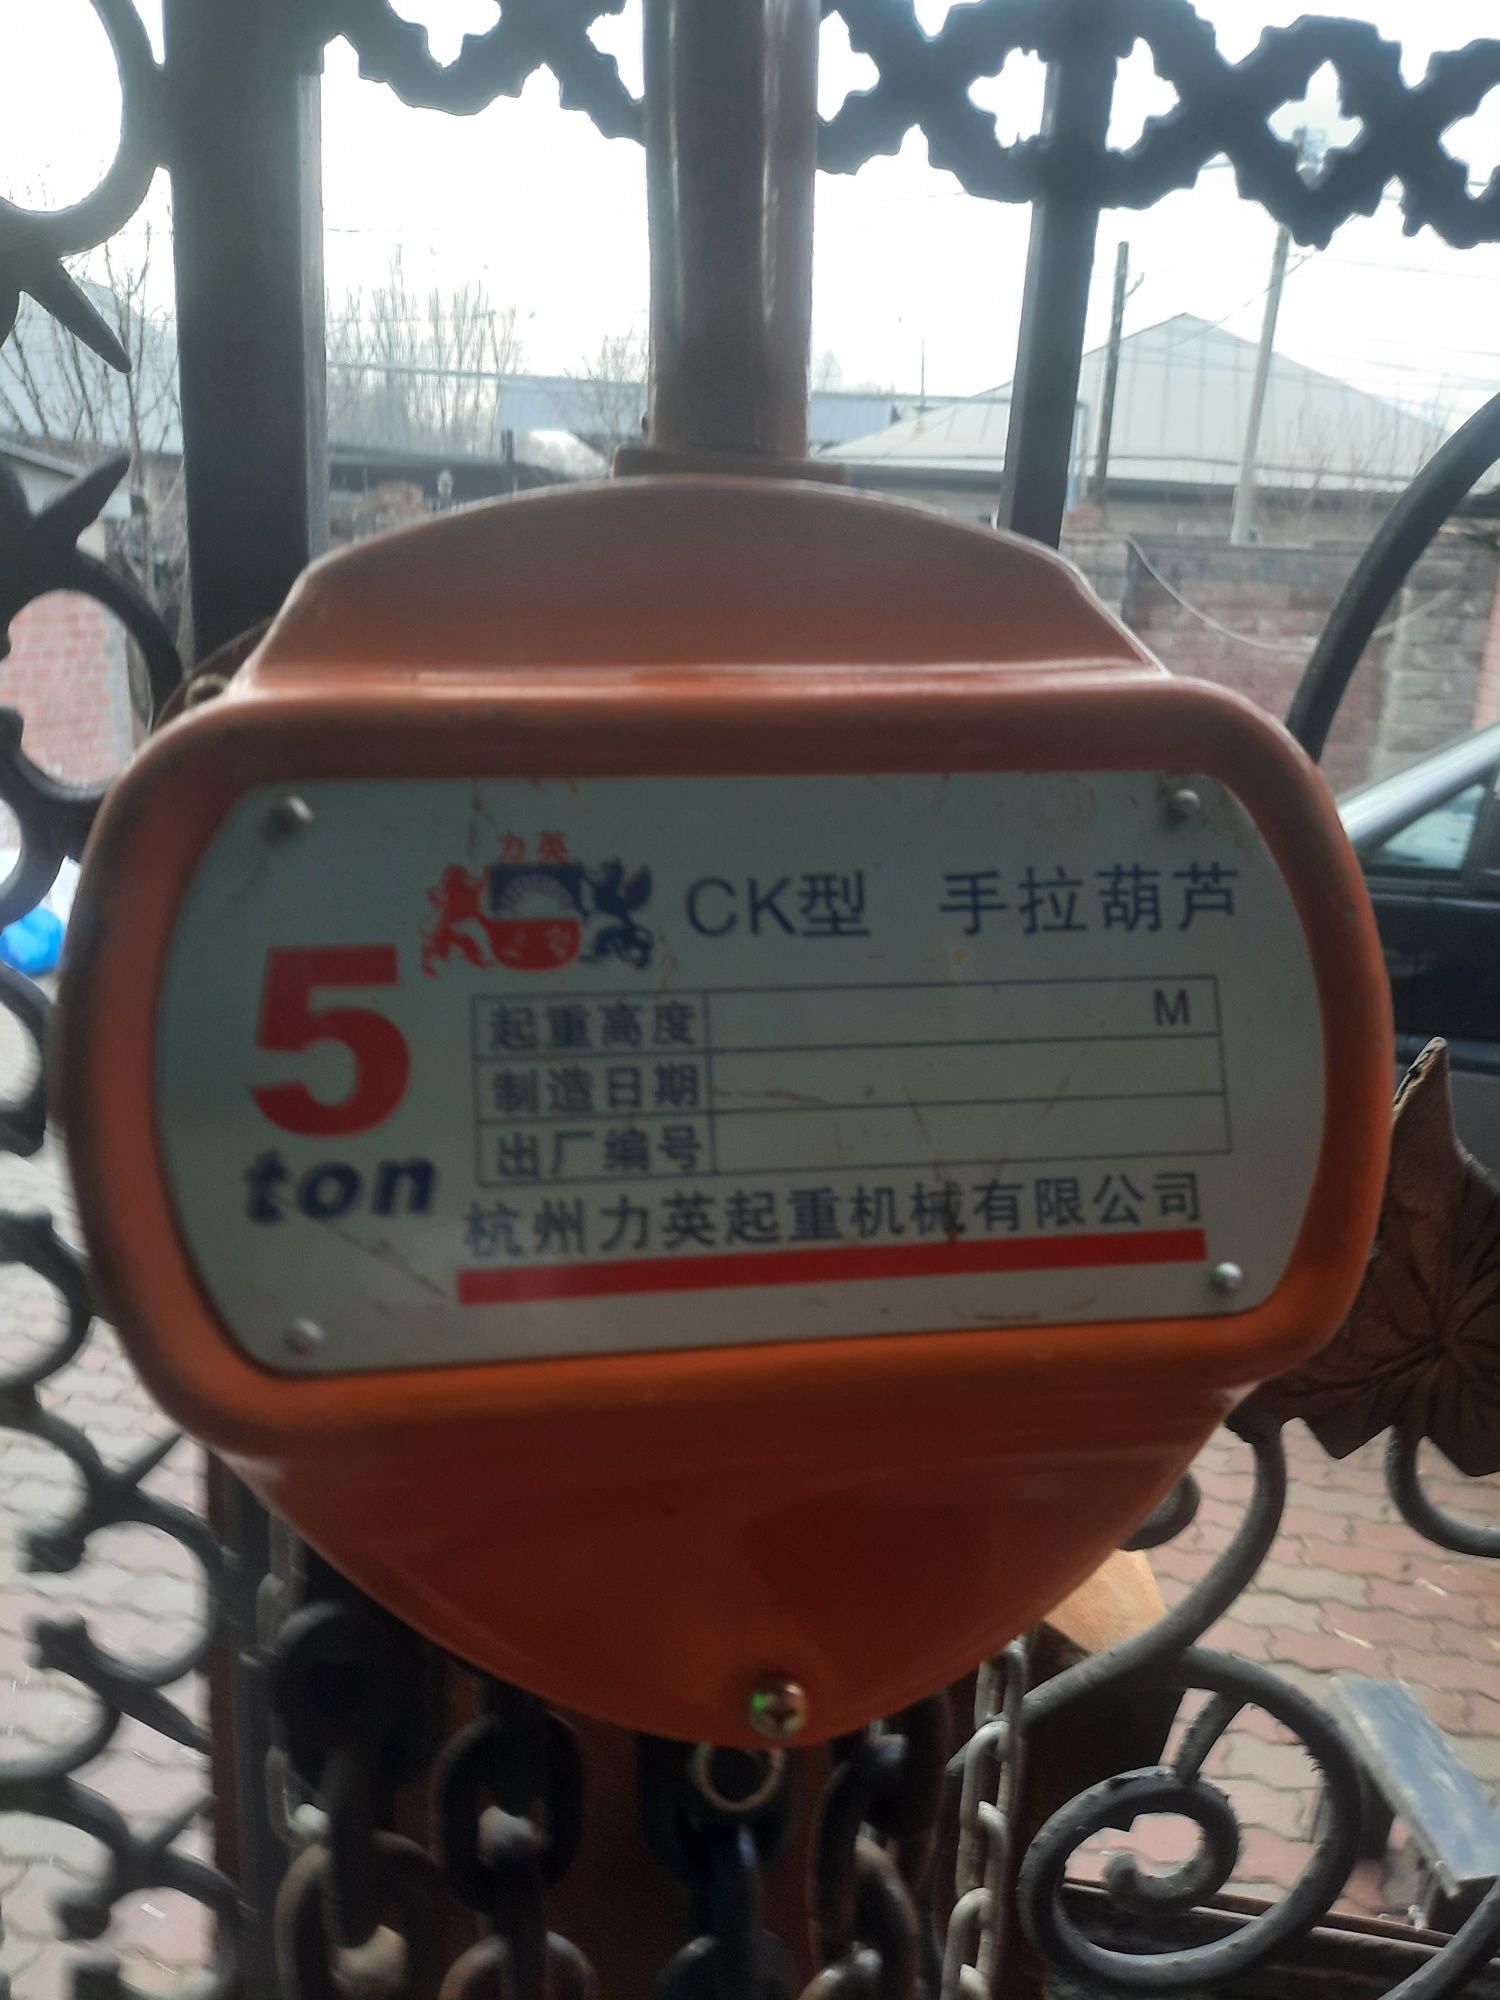 力英
CK型 手拉葫芦
5
ton
起重高度 M
制造日期
出厂编号
杭州力英起重机械有限公司